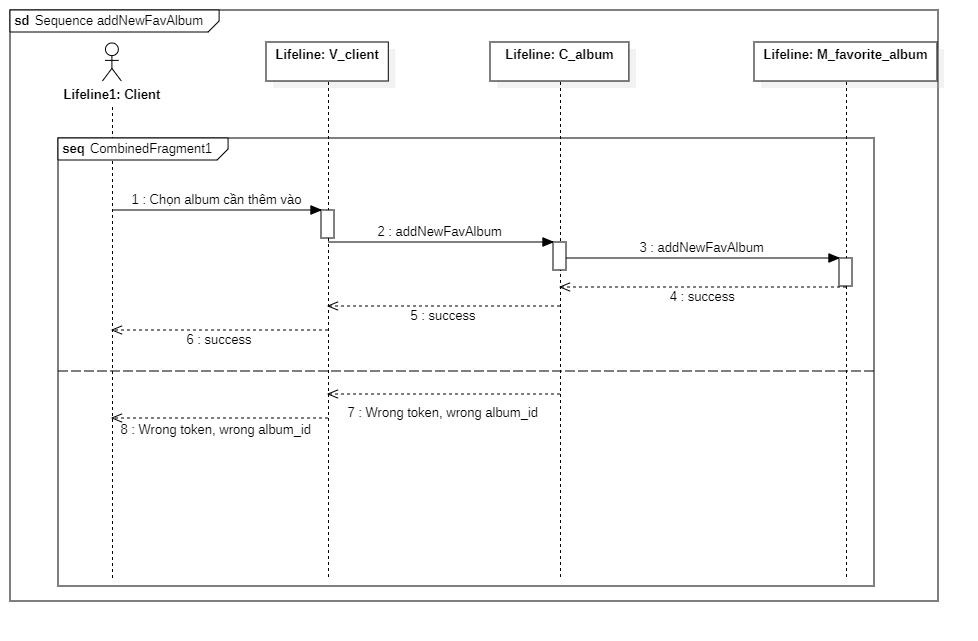 sd Sequence addNewFavAlbum
Lifeline1: Client
Lifeline: V_client
Lifeline: C_album
Lifeline: M_favorite_album
seq CombinedFragment1
1 : Chọn album cần thêm vào
2 : addNewFavAlbum
3 : addNewFavAlbum
4 : success
5 : success
6 : success
7 : Wrong token, wrong album_id
8 : Wrong token, wrong album_id